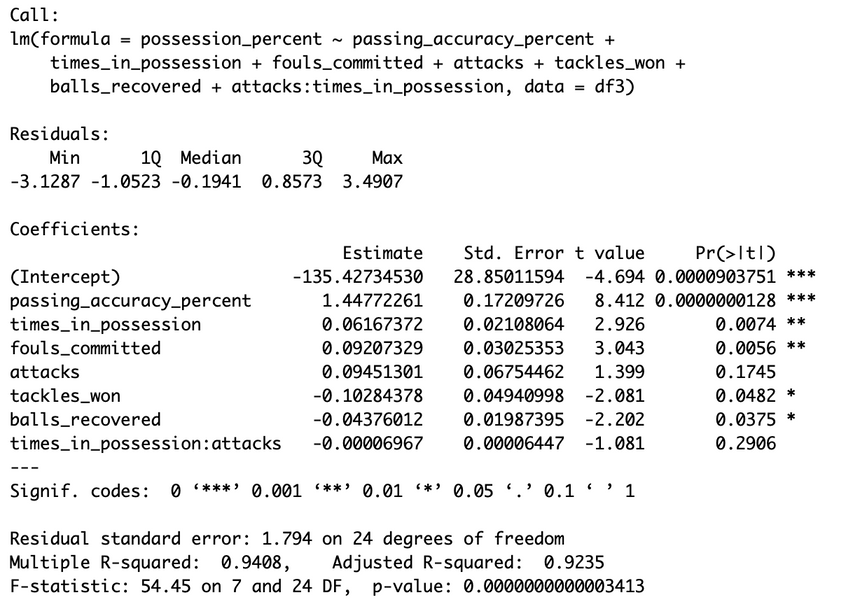 Call:
lm(formula = possession_percent ~ passing_accuracy_percent +
    times_in_possession + fouls_committed + attacks + tackles_won +
    balls_recovered + attacks:times_in_possession, data = df3)

Residuals:
    Min      1Q  Median      3Q     Max
-3.1287 -1.0523 -0.1941  0.8573  3.4907

Coefficients:
                                Estimate    Std. Error t value     Pr(>|t|)
(Intercept)                -135.42734530   28.85011594  -4.694 0.0000903751 ***
passing_accuracy_percent      1.44772261    0.17209726   8.412 0.0000000128 ***
times_in_possession           0.06167372    0.02108064   2.926       0.0074 **
fouls_committed               0.09207329    0.03025353   3.043       0.0056 **
attacks                       0.09451301    0.06754462   1.399       0.1745
tackles_won                  -0.10284378    0.04940998  -2.081       0.0482 *
balls_recovered              -0.04376012    0.01987395  -2.202       0.0375 *
times_in_possession:attacks  -0.00006967    0.00006447  -1.081       0.2906
---
Signif. codes:  0 ‘***’ 0.001 ‘**’ 0.01 ‘*’ 0.05 ‘.’ 0.1 ‘ ’ 1

Residual standard error: 1.794 on 24 degrees of freedom
Multiple R-squared:  0.9408,	Adjusted R-squared:  0.9235
F-statistic: 54.45 on 7 and 24 DF,  p-value: 0.0000000000003413